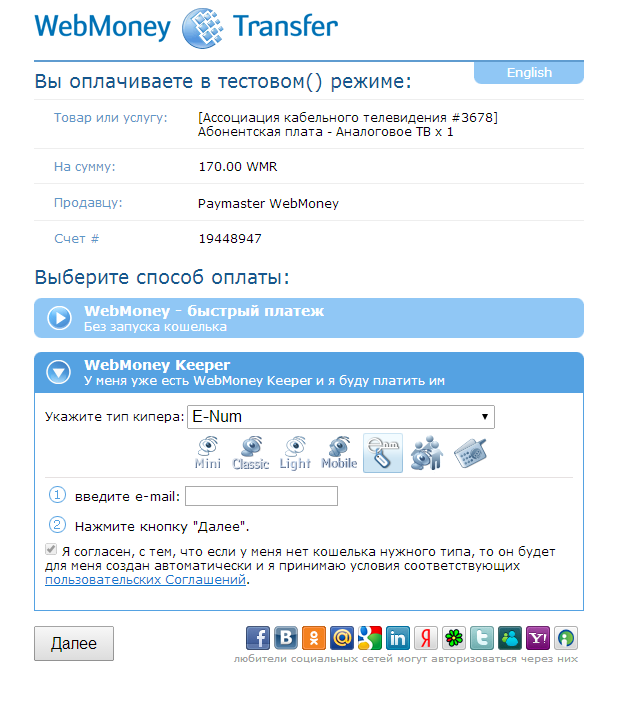 WebMoney Transfer
English
Вы оплачиваете в тестовом() режиме:
Товар или услугу: [Ассоциация кабельного телевидения #3678]
Абонентская плата - Аналоговое ТВ x 1
На сумму: 170.00 WMR
Продавцу: Paymaster WebMoney
Счет # 19448947
Выберите способ оплаты:
WebMoney - быстрый платеж
Без запуска кошелька
WebMoney Keeper
У меня уже есть WebMoney Keeper и я буду платить им
Укажите тип кипера: E-Num
Mini Classic Light Mobile
1 введите e-mail:
2 Нажмите кнопку "Далее".
Я согласен, с тем, что если у меня нет кошелька нужного типа, то он будет
для меня создан автоматически и я принимаю условия соответствующих
пользовательских Соглашений.
Далее
любители социальных сетей могут авторизоваться через них